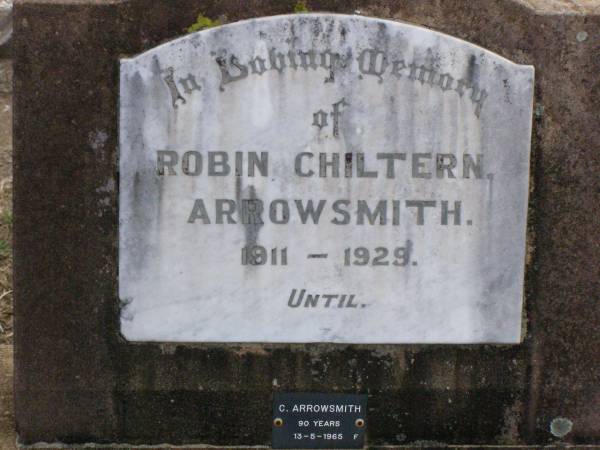 In Loving Memory
of
ROBIN CHILTERN.
ARROWSMITH.
1911 – 1929.
UNTIL.
C. ARROWSMITH
90 YEARS
13-5-1965 F